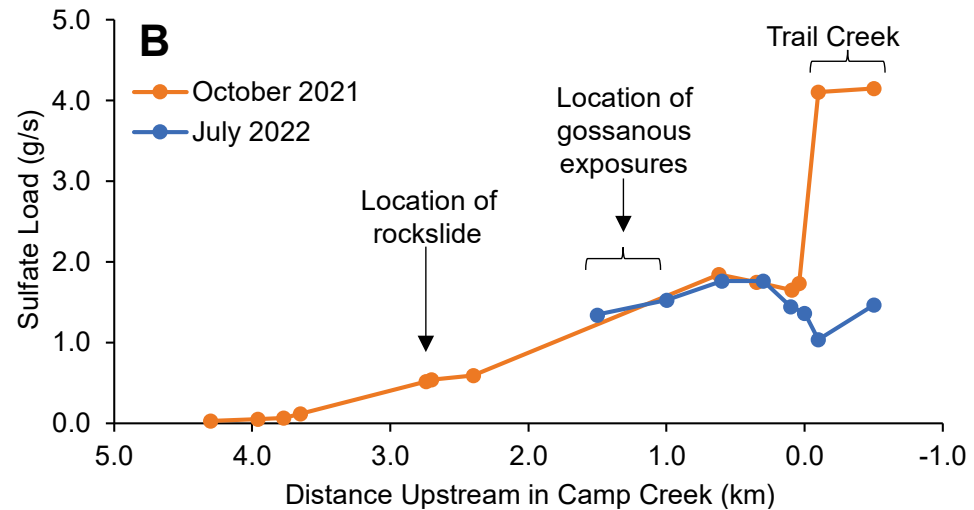 B
Trail Creek
October 2021
July 2022
Location of
gossanous
exposures
Location of
rockslide
Sulfate Load (g/s)
5.0
4.0
3.0
2.0
1.0
0.0
5.0 4.0 3.0 2.0 1.0 0.0 -1.0
Distance Upstream in Camp Creek (km)